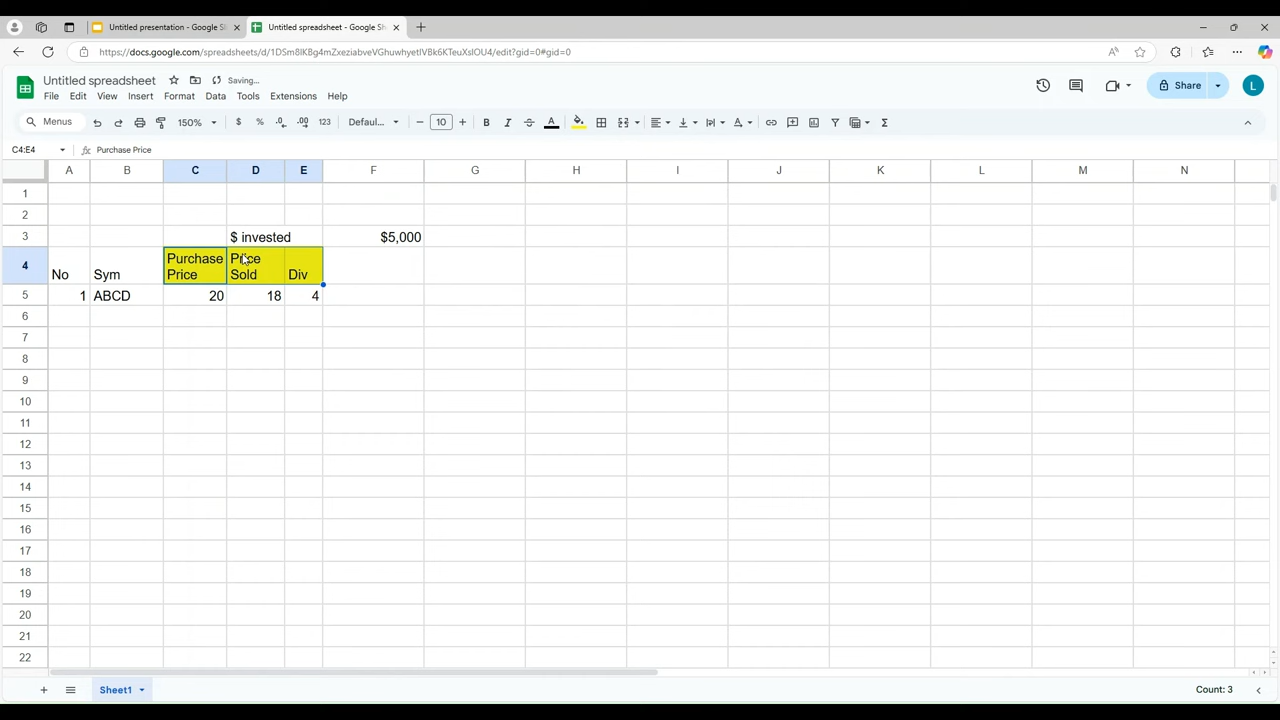 Untitled presentation - Google Sl
Untitled spreadsheet - Google Sh
https://docs.google.com/spreadsheets/d/
/edit?gid=0#gid=0
Untitled spreadsheet
Saving...
File Edit View Insert Format Data Tools Extensions Help
Share
L
Menus
150%
$ % .0 .00 123
Defaul...
10
B I A
C4:E4
fx Purchase Price
A B C D E F G H I J K L M N
1
2
3 $ invested $5,000
4 No Sym Purchase Price Price Sold Div
5 1 ABCD 20 18 4
6
7
8
9
10
11
12
13
14
15
16
17
18
19
20
21
22
Sheet1
Count: 3